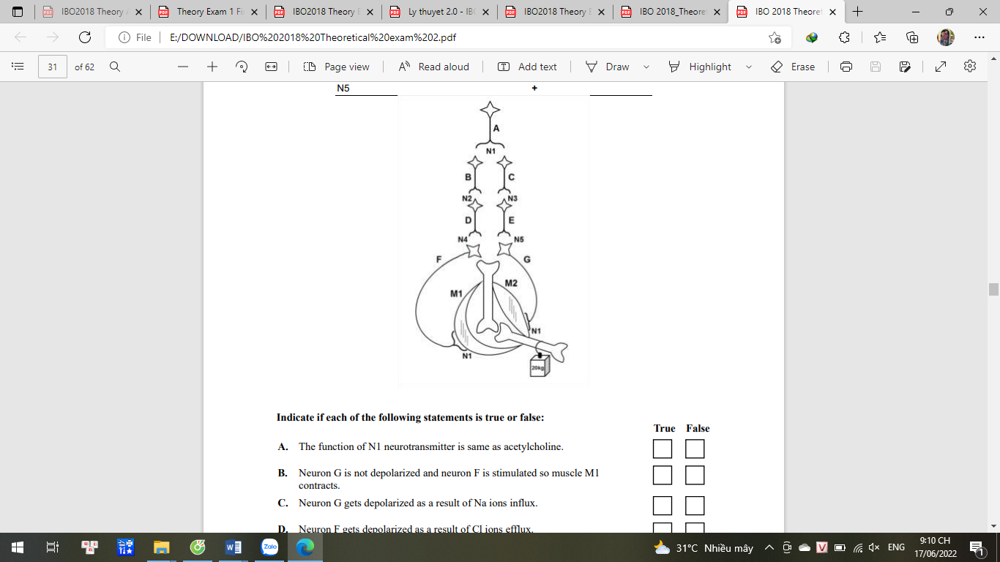 IBO2018 Theory
Theory Exam 1 Fi
IBO2018 Theory E
Ly thuyet 2.0 - IBO
IBO2018 Theory E
IBO 2018_Theore
IBO 2018 Theoret
File
E:/DOWNLOAD/IBO%202018%20Theoretical%20exam%202.pdf
31
of 62
Page view
Read aloud
Add text
Draw
Highlight
Erase
N5
+
A
N1
B
C
N2
N3
D
E
N4
N5
F
G
M1
M2
N1
N1
20kg
Indicate if each of the following statements is true or false:
True False
A. The function of N1 neurotransmitter is same as acetylcholine.
B. Neuron G is not depolarized and neuron F is stimulated so muscle M1
contracts.
C. Neuron G gets depolarized as a result of Na ions influx.
D. Neuron F gets depolarized as a result of Cl ions efflux.
Zalo
31°C Nhiều mây
V
ENG
9:10 CH
17/06/2022
1